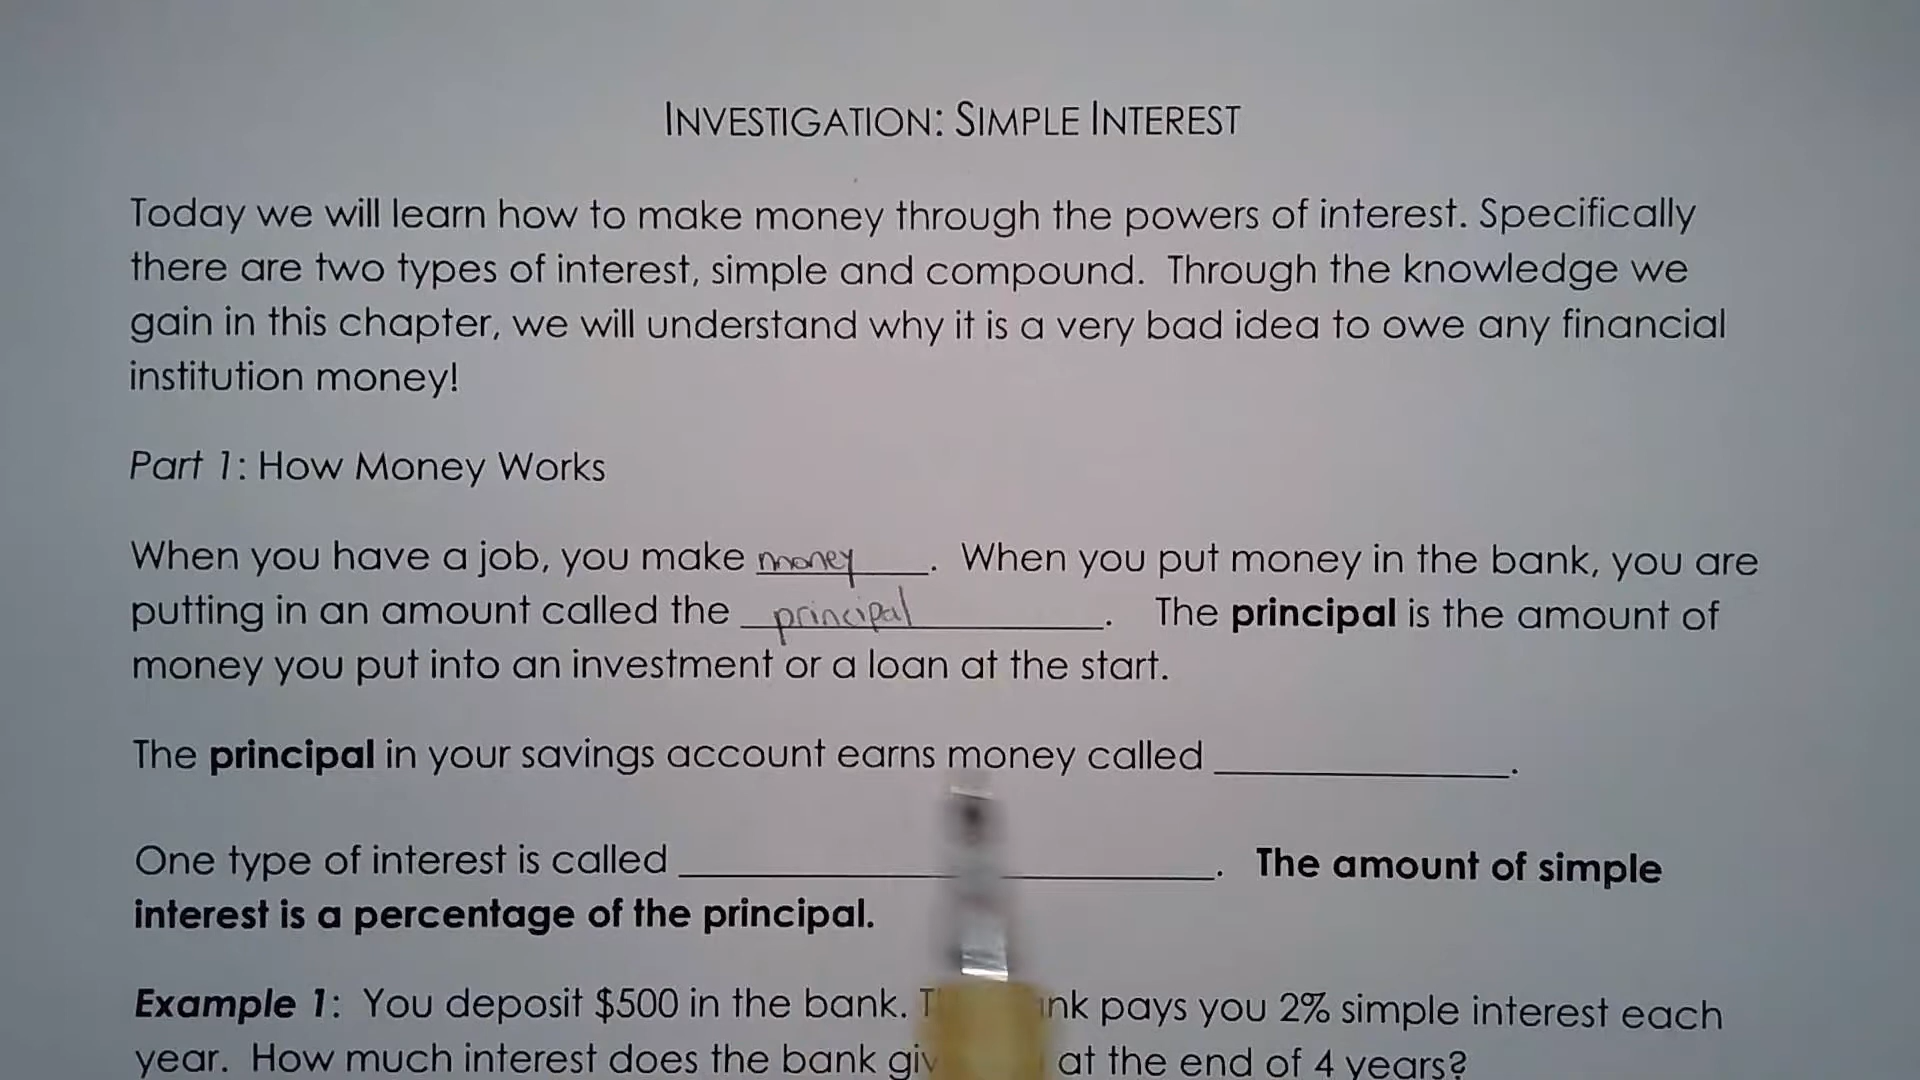 INVESTIGATION: SIMPLE INTEREST
Today we will learn how to make money through the powers of interest. Specifically
there are two types of interest, simple and compound. Through the knowledge we
gain in this chapter, we will understand why it is a very bad idea to owe any financial
institution money!
Part 1: How Money Works
When you have a job, you make money. When you put money in the bank, you are
putting in an amount called the principal. The principal is the amount of
money you put into an investment or a loan at the start.
The principal in your savings account earns money called ______________.
One type of interest is called __________________________. The amount of simple
interest is a percentage of the principal.
Example 1: You deposit $500 in the bank. pays you 2% simple interest each
year. How much interest does the bank at the end of 4 years?